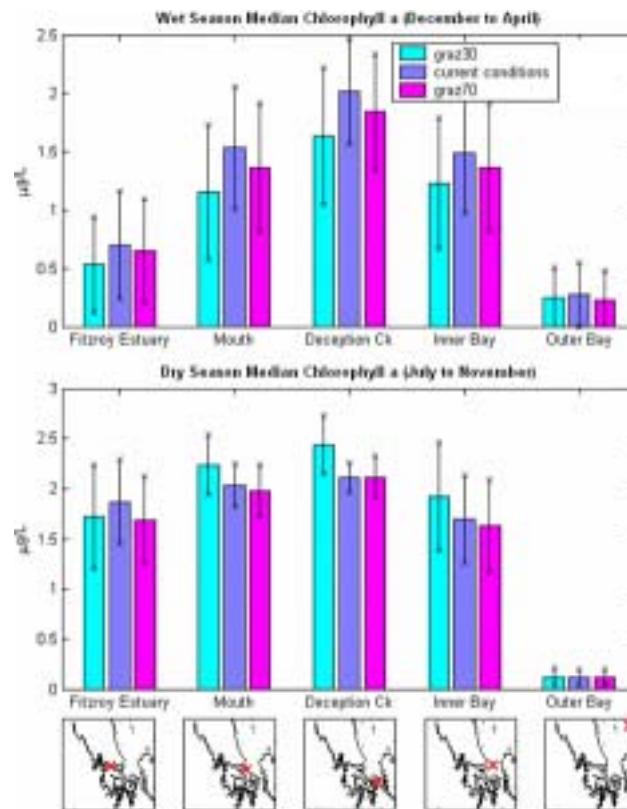 Wet Season Median Chlorophyll a (December to April)
2.5
2
1.5
1
0.5
0
µg/L
graz30
current conditions
graz70
Fitzroy Estuary Mouth Deception Ck Inner Bay Outer Bay
Dry Season Median Chlorophyll a (July to November)
3
2.5
2
1.5
1
0.5
0
µg/L
Fitzroy Estuary Mouth Deception Ck Inner Bay Outer Bay